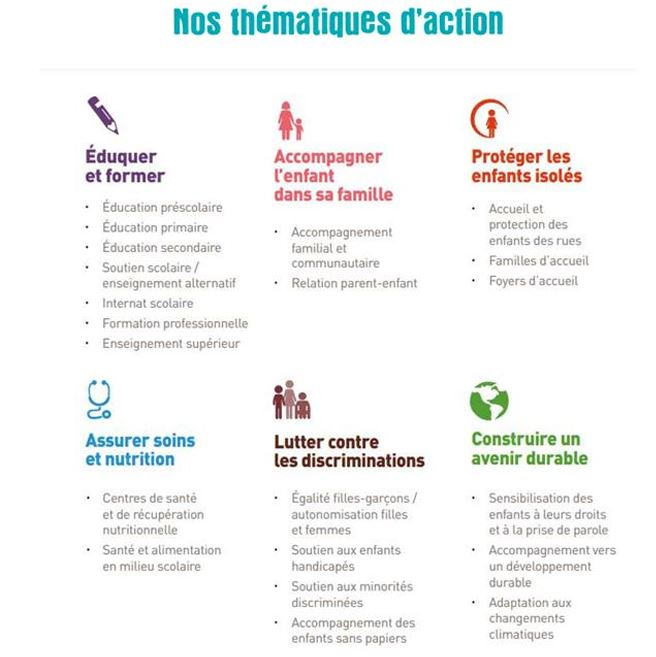 Nos thématiques d'action
Éduquer
et former
• Éducation préscolaire
• Éducation primaire
• Éducation secondaire
• Soutien scolaire /
enseignement alternatif
• Internat scolaire
• Formation professionnelle
• Enseignement supérieur
Accompagner
l'enfant
dans sa famille
• Accompagnement
familial et
communautaire
• Relation parent-enfant
Protéger les
enfants isolés
• Accueil et
protection des
enfants des rues
• Familles d'accueil
• Foyers d'accueil
Assurer soins
et nutrition
• Centres de santé
et de récupération
nutritionnelle
• Santé et alimentation
en milieu scolaire
Lutter contre
les discriminations
• Égalité filles-garçons /
autonomisation filles
et femmes
• Soutien aux enfants
handicapés
• Soutien aux minorités
discriminées
• Accompagnement des
enfants sans papiers
Construire un
avenir durable
• Sensibilisation des
enfants à leurs droits
et à la prise de parole
• Accompagnement vers
un développement
durable
• Adaptation aux
changements
climatiques